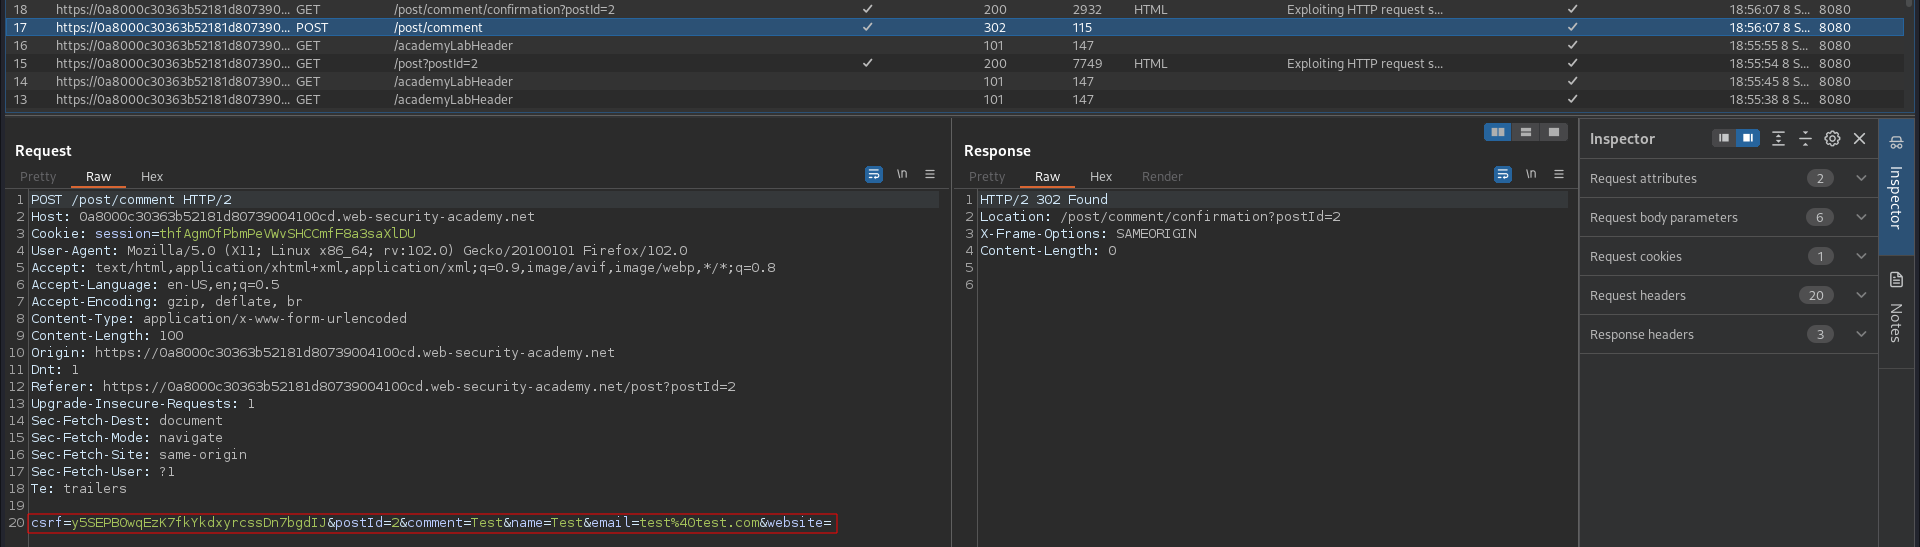 18 https://0a8000c30363b52181d807390... GET /post/comment/confirmation?postId=2 ✓ 200 2932 HTML Exploiting HTTP request s... ✓ 18:56:07 8 S... 8080
17 https://0a8000c30363b52181d807390... POST /post/comment ✓ 302 115 ✓ 18:56:07 8 S... 8080
16 https://0a8000c30363b52181d807390... GET /academyLabHeader 101 147 ✓ 18:55:55 8 S... 8080
15 https://0a8000c30363b52181d807390... GET /post?postId=2 ✓ 200 7749 HTML Exploiting HTTP request s... ✓ 18:55:54 8 S... 8080
14 https://0a8000c30363b52181d807390... GET /academyLabHeader 101 147 ✓ 18:55:45 8 S... 8080
13 https://0a8000c30363b52181d807390... GET /academyLabHeader 101 147 ✓ 18:55:38 8 S... 8080
Request
Pretty Raw Hex
\n
1 POST /post/comment HTTP/2
2 Host: 0a8000c30363b52181d80739004100cd.web-security-academy.net
3 Cookie: session=thfAgmOfPbmPeVWvSHCCmfF8a3saXlDU
4 User-Agent: Mozilla/5.0 (X11; Linux x86_64; rv:102.0) Gecko/20100101 Firefox/102.0
5 Accept: text/html,application/xhtml+xml,application/xml;q=0.9,image/avif,image/webp,*/*;q=0.8
6 Accept-Language: en-US,en;q=0.5
7 Accept-Encoding: gzip, deflate, br
8 Content-Type: application/x-www-form-urlencoded
9 Content-Length: 100
10 Origin: https://0a8000c30363b52181d80739004100cd.web-security-academy.net
11 Dnt: 1
12 Referer: https://0a8000c30363b52181d80739004100cd.web-security-academy.net/post?postId=2
13 Upgrade-Insecure-Requests: 1
14 Sec-Fetch-Dest: document
15 Sec-Fetch-Mode: navigate
16 Sec-Fetch-Site: same-origin
17 Sec-Fetch-User: ?1
18 Te: trailers
19
20 csrf=y5SEPBOwqEzK7fkYkdxyrcssDn7bgdIJ&postId=2&comment=Test&name=Test&email=test%40test.com&website=
Response
Pretty Raw Hex Render
\n
1 HTTP/2 302 Found
2 Location: /post/comment/confirmation?postId=2
3 X-Frame-Options: SAMEORIGIN
4 Content-Length: 0
5
6
Inspector
Request attributes 2
Request body parameters 6
Request cookies 1
Request headers 20
Response headers 3
Inspector
Notes